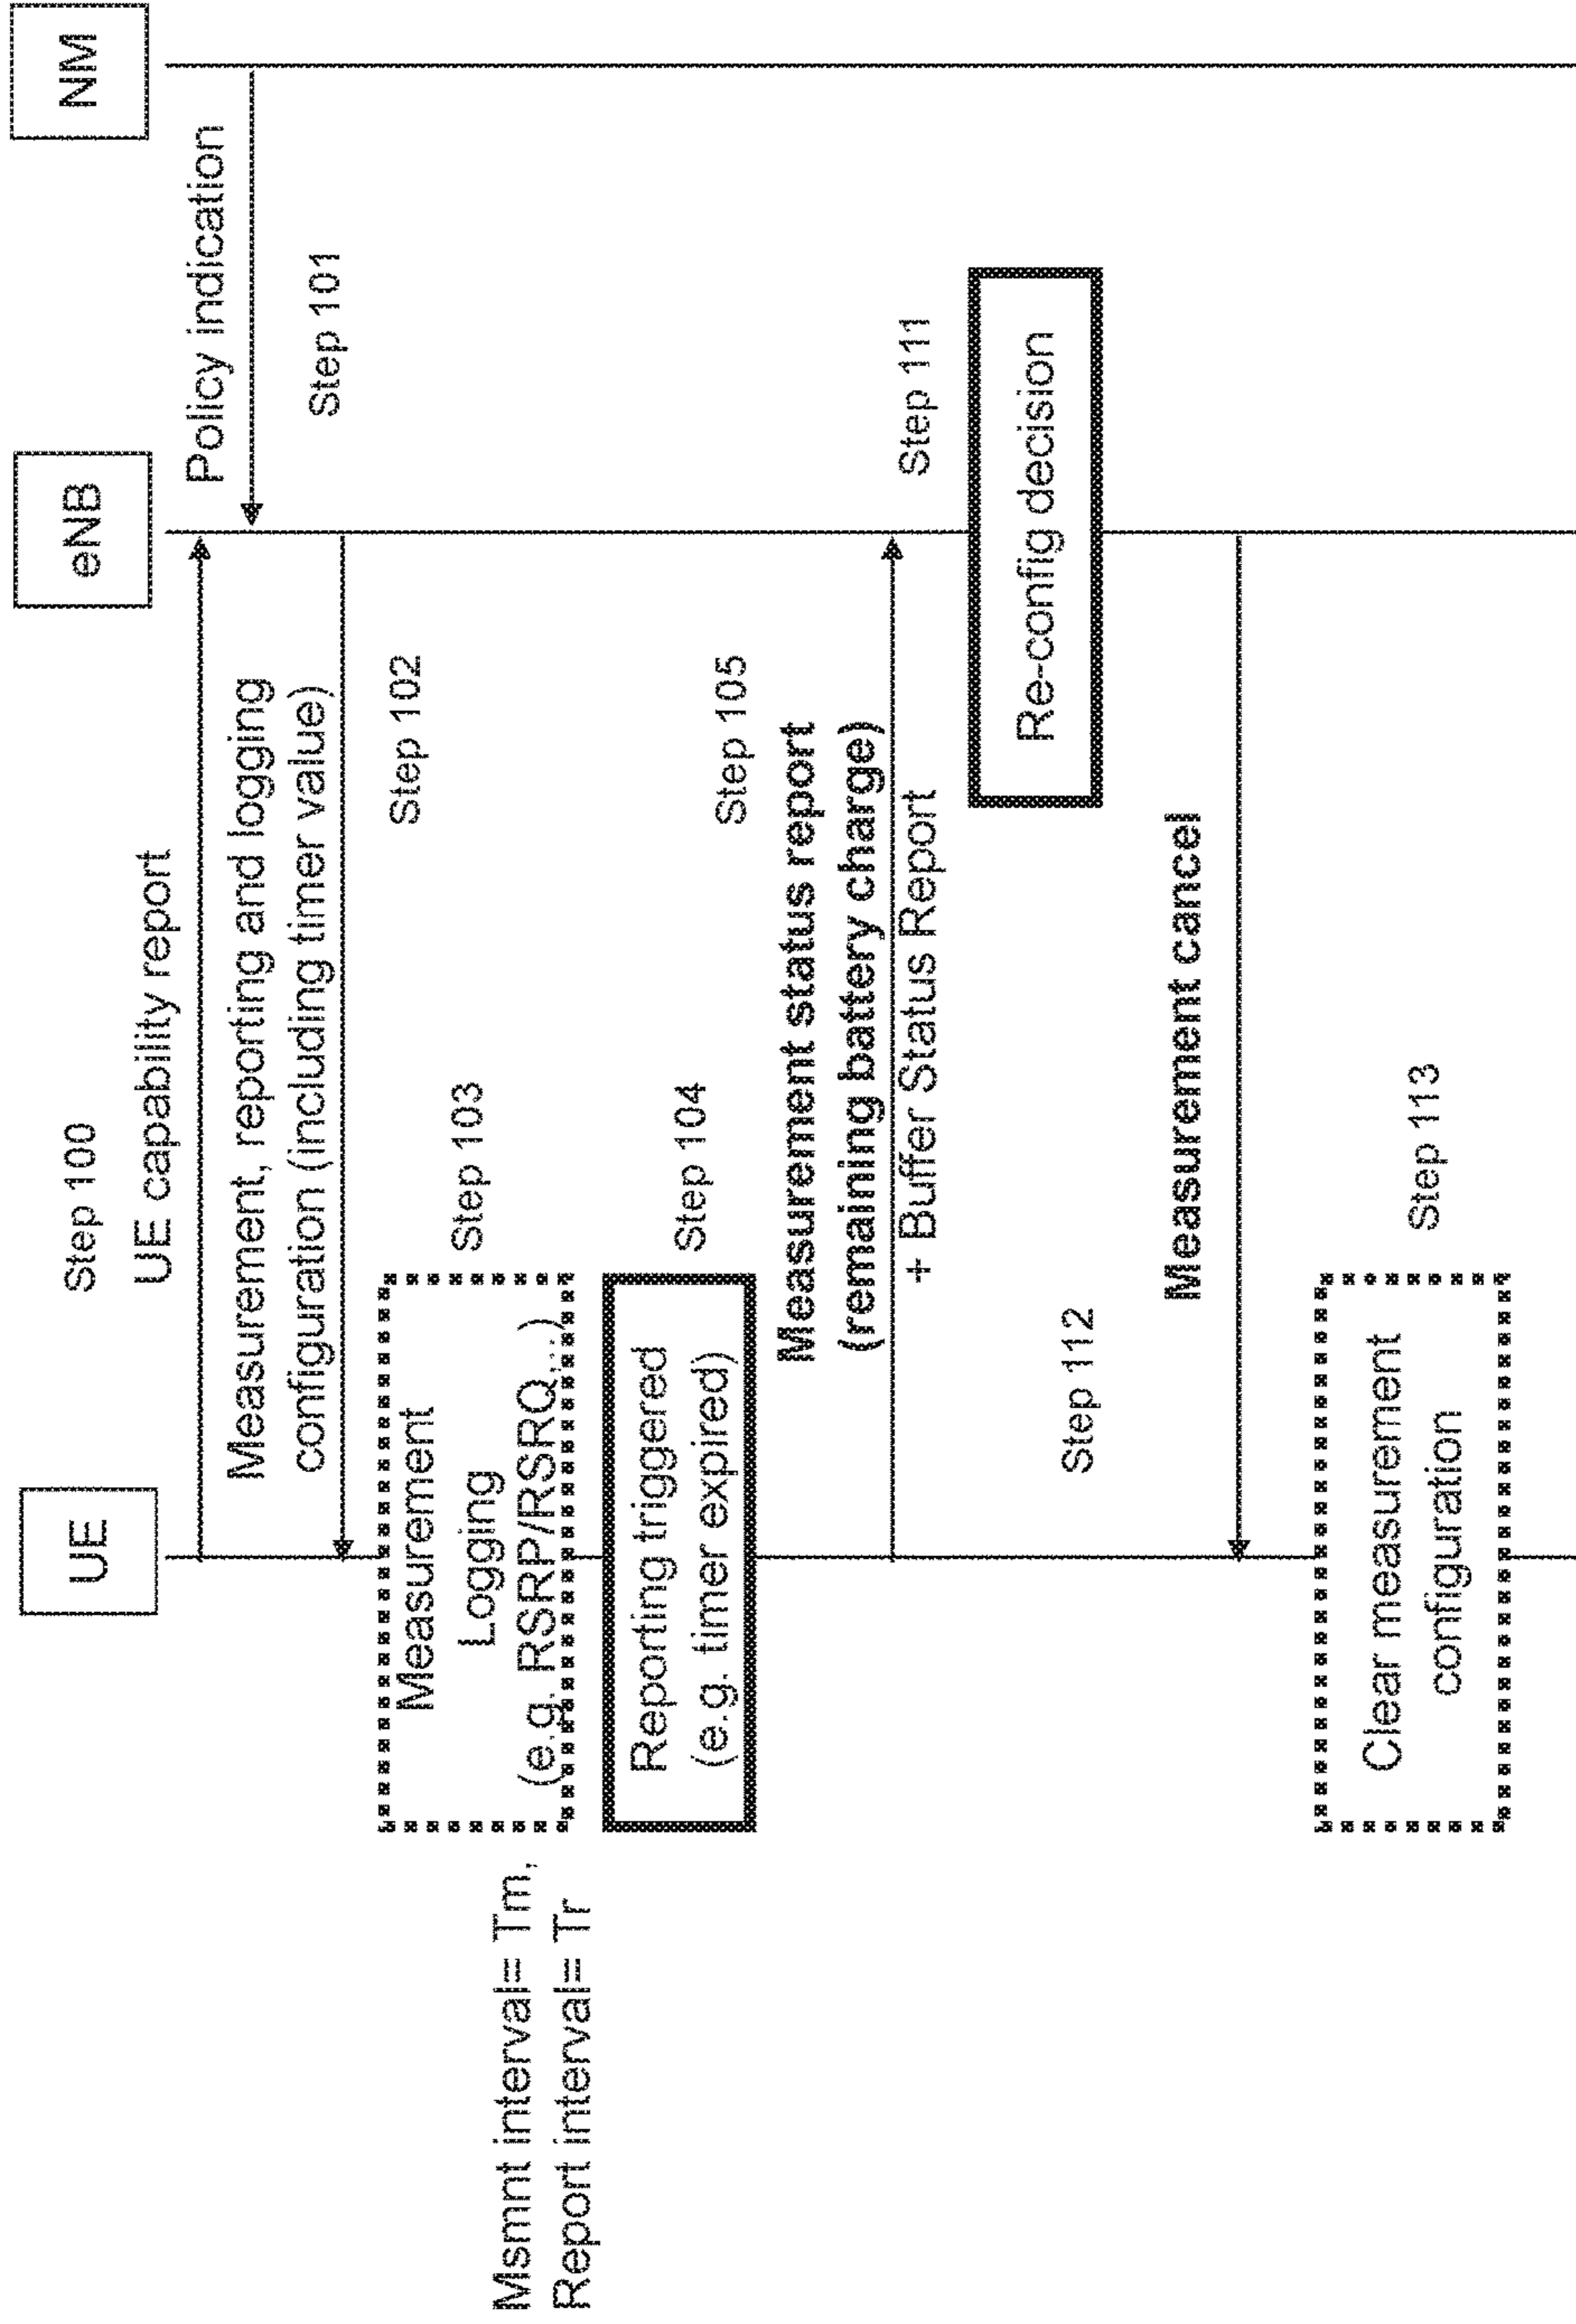 UE
eNB
NM
Step 100
UE capability report
Policy indication
Step 101
Measurement, reporting and logging
configuration (including timer value)
Step 102
Msmnt interval= Tm,
Report interval= Tr
Measurement
Logging
(e.g. RSRP/RSRQ...)
Step 103
Reporting triggered
(e.g. timer expired)
Step 104
Step 105
Measurement status report
(remaining battery charge)
+ Buffer Status Report
Step 111
Re-config decision
Step 112
Measurement cancel
Clear measurement
configuration
Step 113